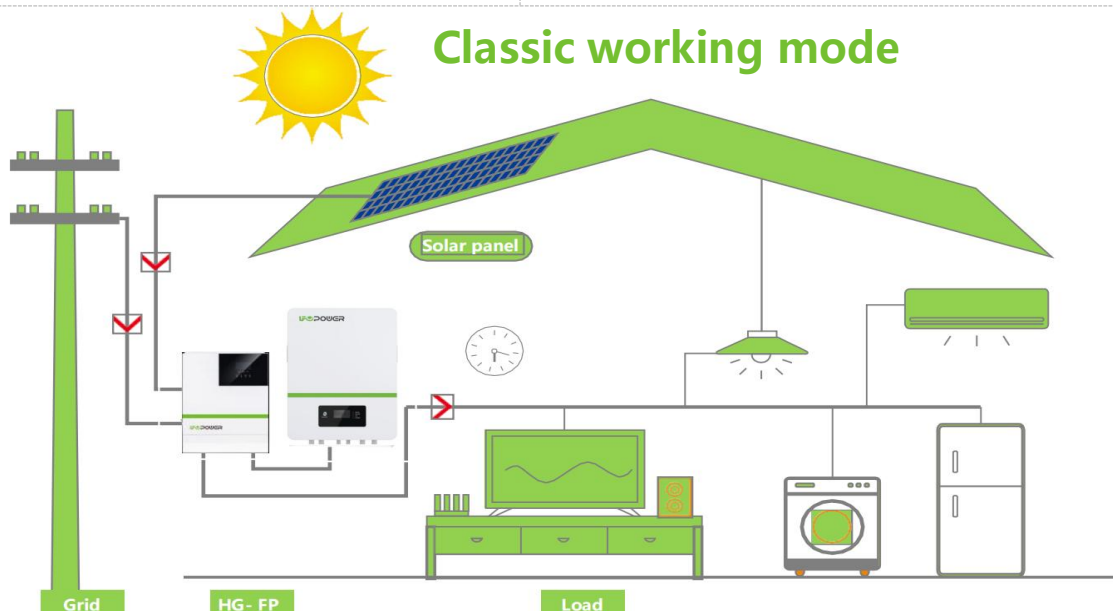 Classic working mode
Solar panel
POWER
POWER
Grid
HG- FP
Load